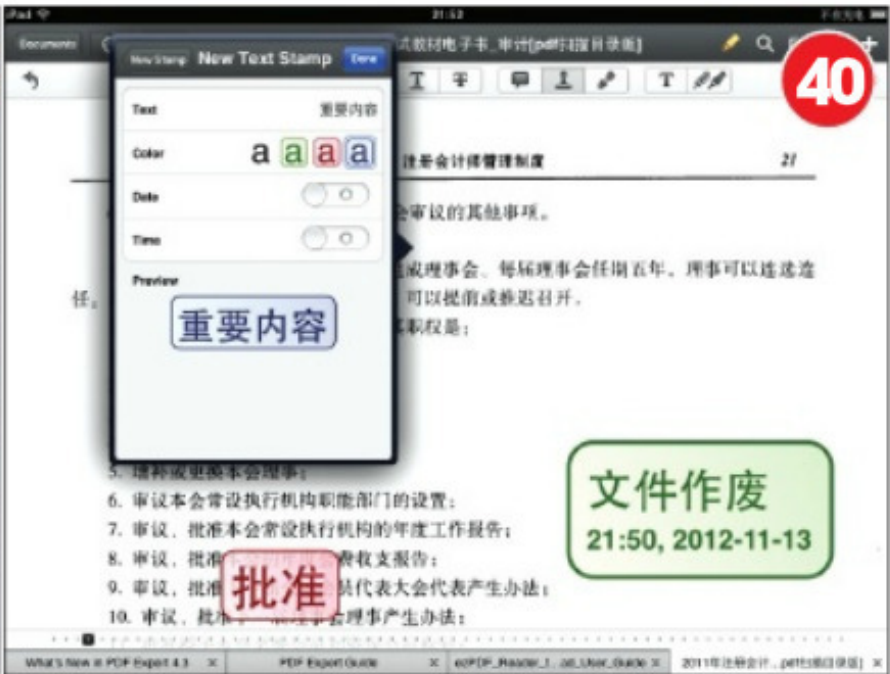 iPad 21:52
Documents 式教材电子书_审计[pdf扫描目录版]
40
New Stamp New Text Stamp Done
Text 重要内容
Color a a a a
Date
Time
Preview
重要内容
注册会计师管理制度 21
会审议的其他事项。
成理事会、每届理事会任期五年。理事可以连选连
任。 可以提前或推迟召开。
职权是：
5. 增补或更换本会理事；
6. 审议本会常设执行机构职能部门的设置；
7. 审议、批准本会常设执行机构的年度工作报告；
8. 审议、批准 费收支报告；
9. 审议、批准 员代表大会代表产生办法；
10. 审议、批准 理事产生办法；
文件作废
21:50, 2012-11-13
批准
What's New in PDF Expert 4.3 × PDF Expert Guide × ezPDF_Reader_1...ad_User_Guide × 2011年注册会计...pdf扫描目录版] ×